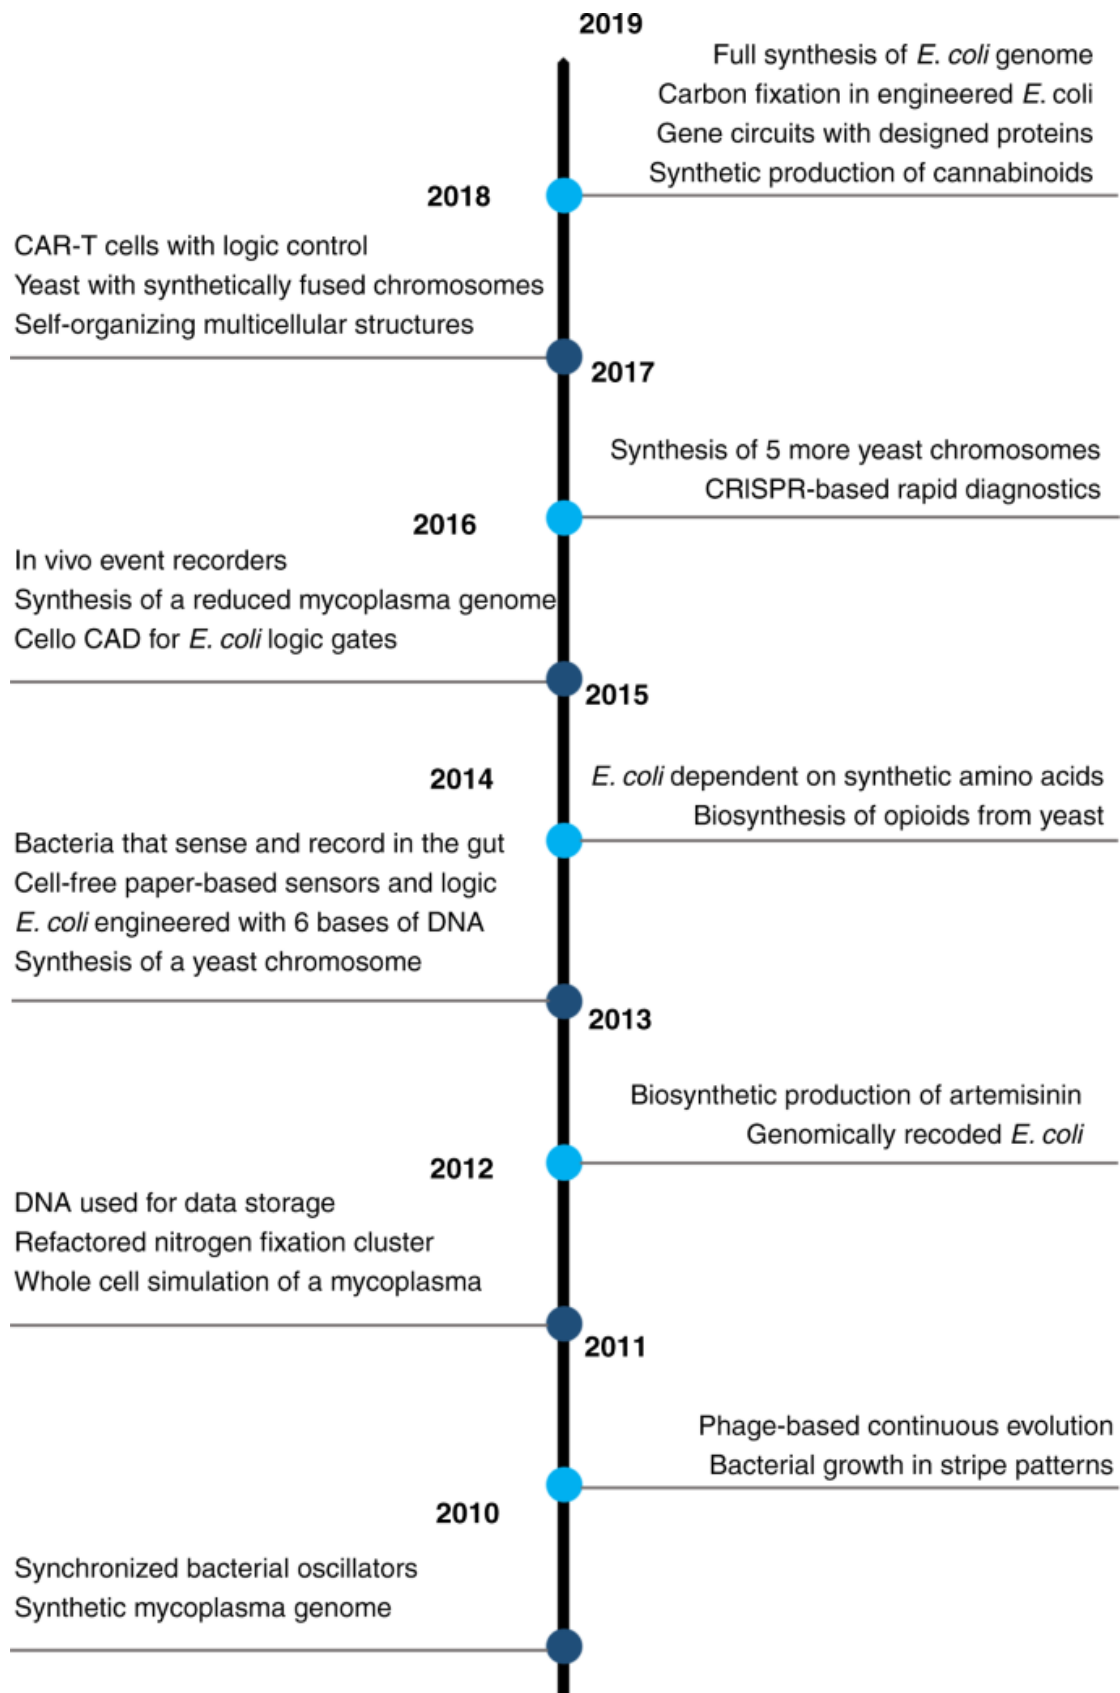 2019
Full synthesis of E. coli genome
Carbon fixation in engineered E. coli
Gene circuits with designed proteins
Synthetic production of cannabinoids
2018
CAR-T cells with logic control
Yeast with synthetically fused chromosomes
Self-organizing multicellular structures
2017
Synthesis of 5 more yeast chromosomes
CRISPR-based rapid diagnostics
2016
In vivo event recorders
Synthesis of a reduced mycoplasma genome
Cello CAD for E. coli logic gates
2015
E. coli dependent on synthetic amino acids
Biosynthesis of opioids from yeast
2014
Bacteria that sense and record in the gut
Cell-free paper-based sensors and logic
E. coli engineered with 6 bases of DNA
Synthesis of a yeast chromosome
2013
Biosynthetic production of artemisinin
Genomically recoded E. coli
2012
DNA used for data storage
Refactored nitrogen fixation cluster
Whole cell simulation of a mycoplasma
2011
Phage-based continuous evolution
Bacterial growth in stripe patterns
2010
Synchronized bacterial oscillators
Synthetic mycoplasma genome